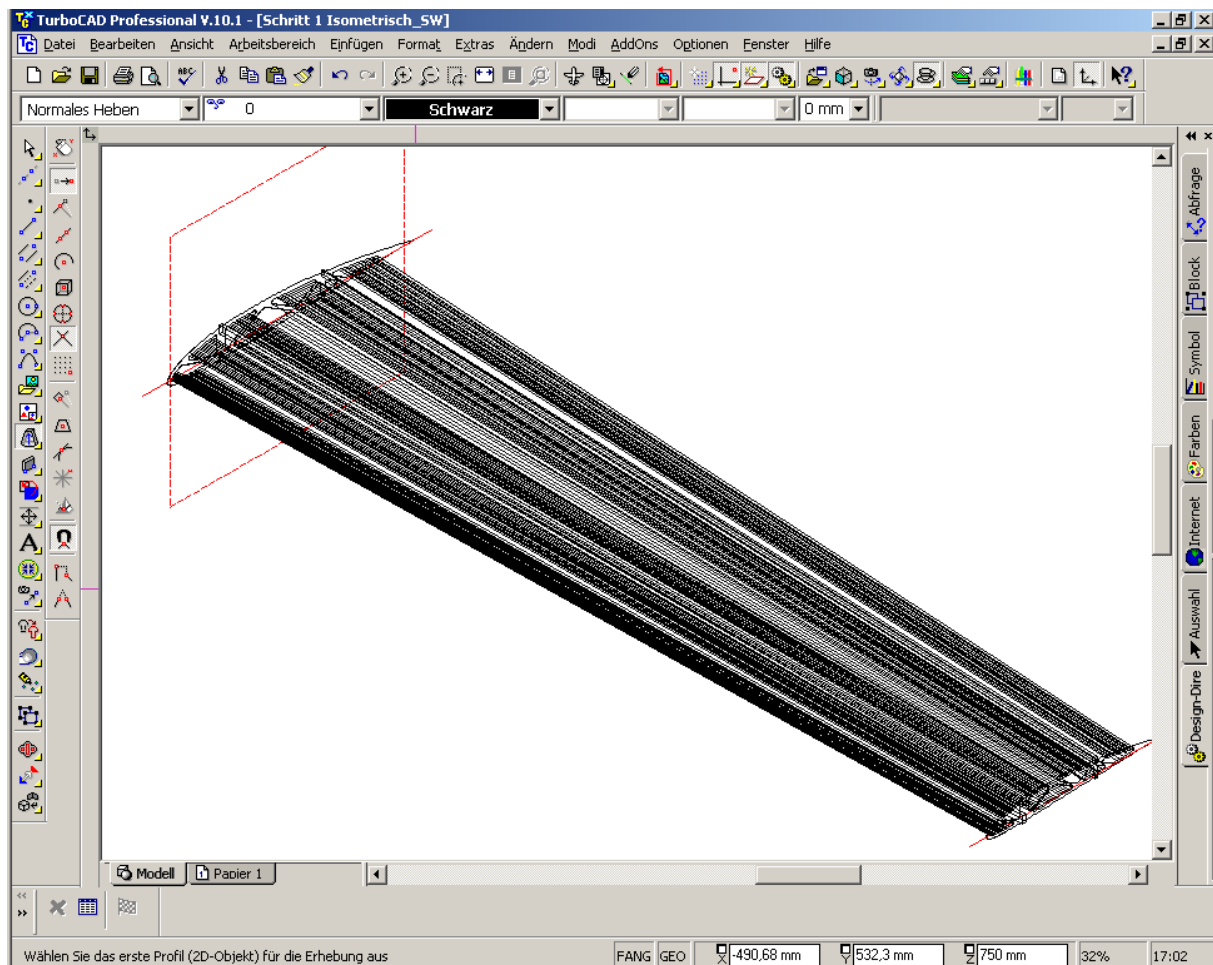 TurboCAD Professional V.10.1 - [Schritt 1 Isometrisch_SW]
Datei Bearbeiten Ansicht Arbeitsbereich Einfügen Format Extras Ändern Modi AddOns Optionen Fenster Hilfe
Normales Heben 0 Schwarz 0 mm
Abfrage
Block
Symbol
Farben
Internet
Auswahl
Design-Dire
Modell Papier 1
Wählen Sie das erste Profil (2D-Objekt) für die Erhebung aus FANG GEO X -490,68 mm Y 532,3 mm Z 750 mm 32% 17:02